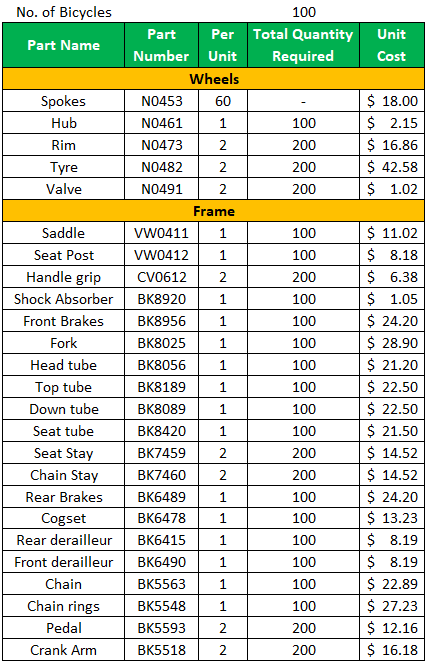 No. of Bicycles 100
Part Name Part Number Per Unit Total Quantity Required Unit Cost
Wheels
Spokes N0453 60 - $ 18.00
Hub N0461 1 100 $ 2.15
Rim N0473 2 200 $ 16.86
Tyre N0482 2 200 $ 42.58
Valve N0491 2 200 $ 1.02
Frame
Saddle VW0411 1 100 $ 11.02
Seat Post VW0412 1 100 $ 8.18
Handle grip CV0612 2 200 $ 6.38
Shock Absorber BK8920 1 100 $ 1.05
Front Brakes BK8956 1 100 $ 24.20
Fork BK8025 1 100 $ 28.90
Head tube BK8056 1 100 $ 21.20
Top tube BK8189 1 100 $ 22.50
Down tube BK8089 1 100 $ 22.50
Seat tube BK8420 1 100 $ 21.50
Seat Stay BK7459 2 200 $ 14.52
Chain Stay BK7460 2 200 $ 14.52
Rear Brakes BK6489 1 100 $ 24.20
Cogset BK6478 1 100 $ 13.23
Rear derailleur BK6415 1 100 $ 8.19
Front derailleur BK6490 1 100 $ 8.19
Chain BK5563 1 100 $ 22.89
Chain rings BK5548 1 100 $ 27.23
Pedal BK5593 2 200 $ 12.16
Crank Arm BK5518 2 200 $ 16.18